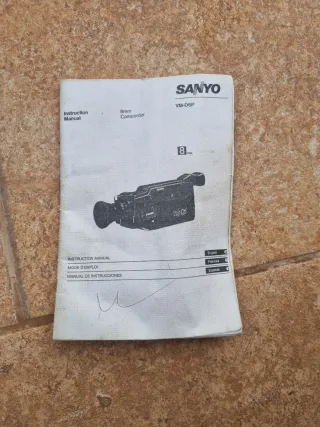 SANYO
Instruction
Manual
8mm
Camcorder
VM-D5P
8
INSTRUCTION MANUAL
MODE D'EMPLOI
MANUAL DE INSTRUCCIONES
English
Français
Español